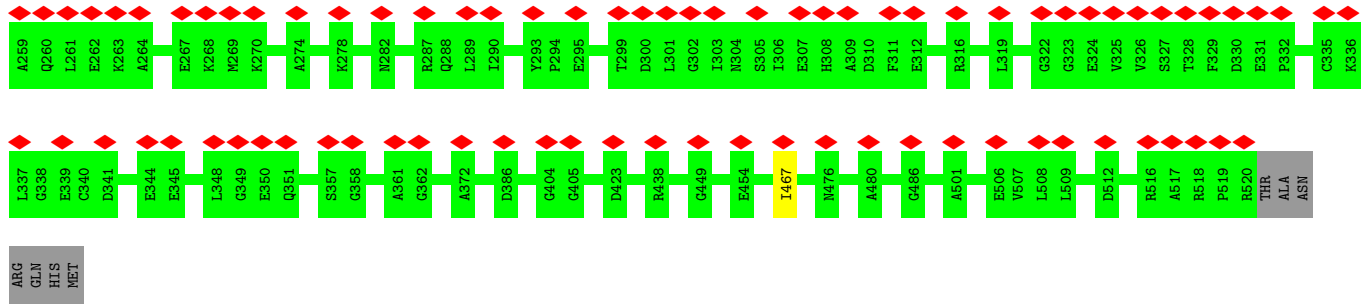 A259 Q260 L261 E262 K263 A264 E267 K268 M269 K270 A274 K278 N282 R287 Q288 L289 I290 Y293 P294 E295 T299 D300 L301 G302 I303 N304 S305 I306 E307 H308 A309 D310 F311 E312 R316 L319 G322 G323 E324 V325 V326 S327 T328 F329 D330 E331 P332 C335 K336
L337 G338 E339 C340 D341 E344 E345 L348 G349 E350 Q351 S357 G358 A361 G362 A372 D386 G404 G405 D423 R438 G449 E454 I467 N476 A480 G486 A501 E506 V507 L508 L509 D512 R516 A517 R518 P519 R520 THR ALA ASN
ARG GLN HIS MET